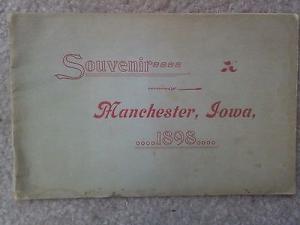 Souvenir
Manchester, Iowa,
....1898....